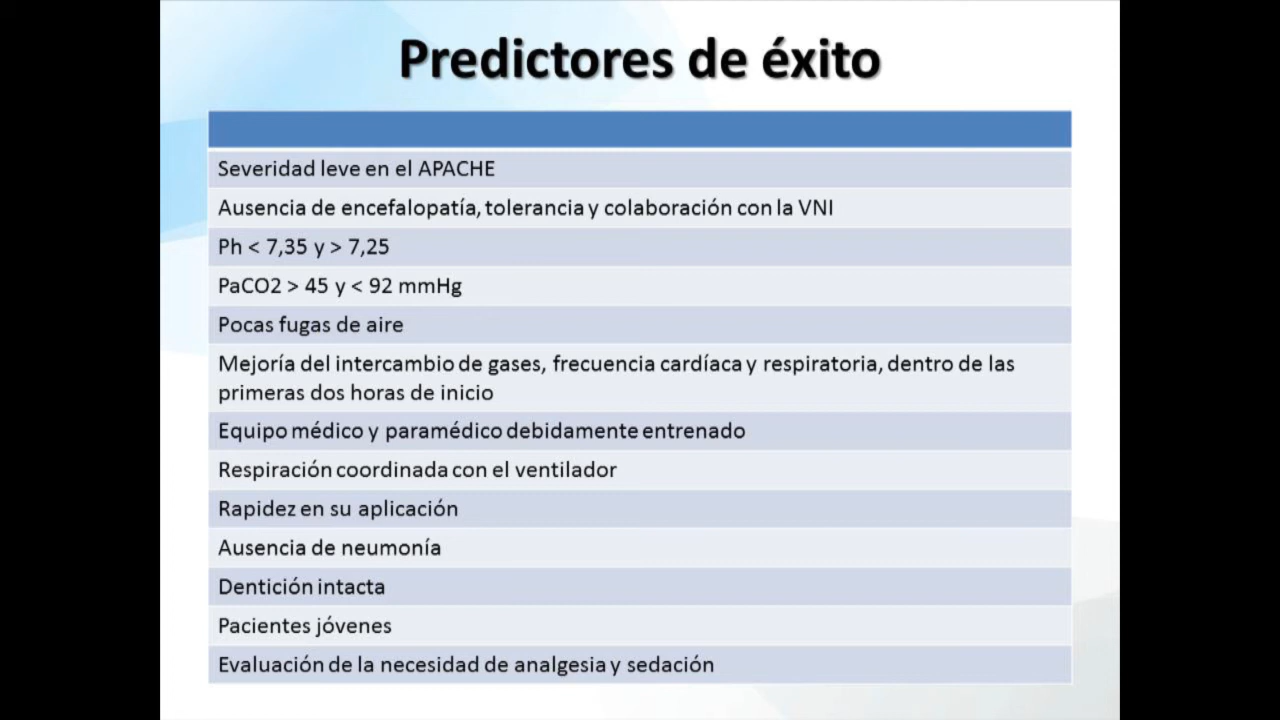 Predictores de éxito
Severidad leve en el APACHE
Ausencia de encefalopatía, tolerancia y colaboración con la VNI
Ph < 7,35 y > 7,25
PaCO2 > 45 y < 92 mmHg
Pocas fugas de aire
Mejoría del intercambio de gases, frecuencia cardíaca y respiratoria, dentro de las
primeras dos horas de inicio
Equipo médico y paramédico debidamente entrenado
Respiración coordinada con el ventilador
Rapidez en su aplicación
Ausencia de neumonía
Dentición intacta
Pacientes jóvenes
Evaluación de la necesidad de analgesia y sedación